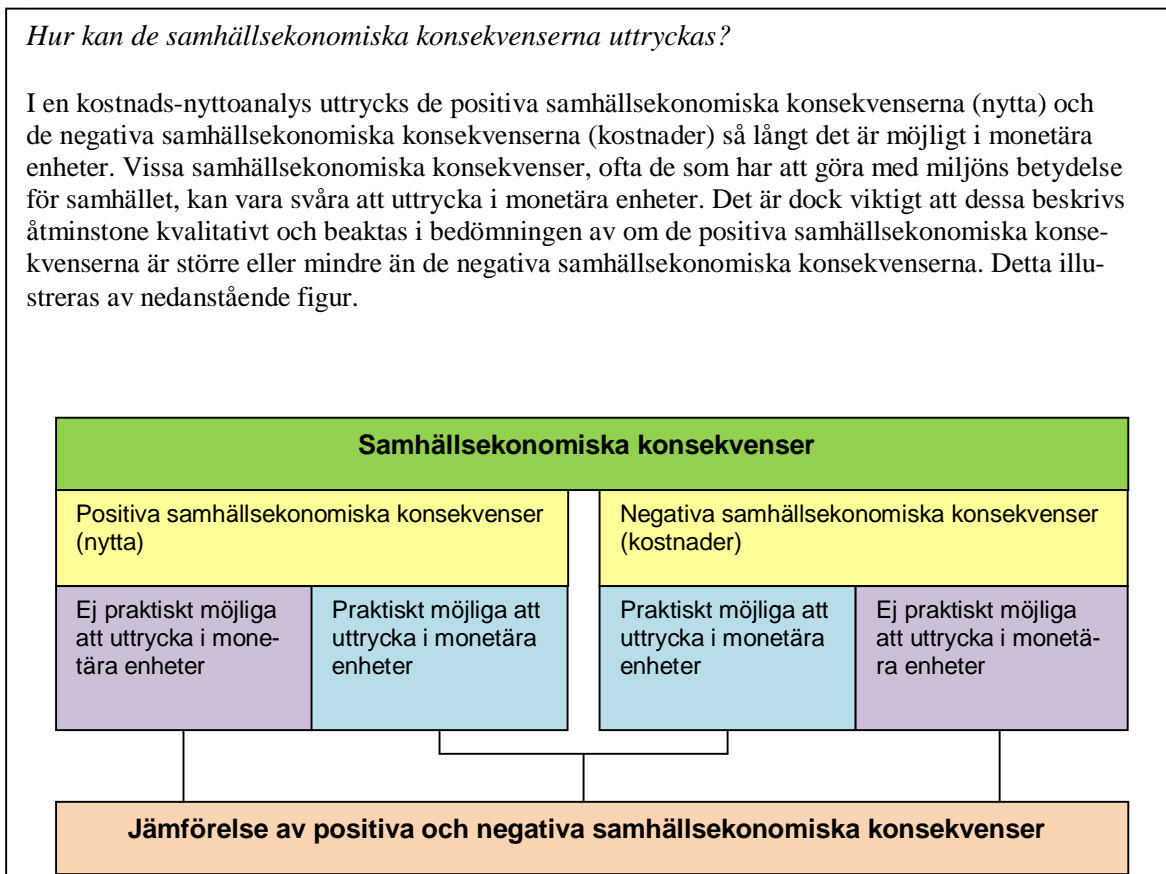 Hur kan de samhällsekonomiska konsekvenserna uttryckas?
I en kostnads-nyttoanalys uttrycks de positiva samhällsekonomiska konsekvenserna (nytta) och
de negativa samhällsekonomiska konsekvenserna (kostnader) så långt det är möjligt i monetära
enheter. Vissa samhällsekonomiska konsekvenser, ofta de som har att göra med miljöns betydelse
för samhället, kan vara svåra att uttrycka i monetära enheter. Det är dock viktigt att dessa beskrivs
åtminstone kvalitativt och beaktas i bedömningen av om de positiva samhällsekonomiska konse-
kvenserna är större eller mindre än de negativa samhällsekonomiska konsekvenserna. Detta illu-
streras av nedanstående figur.
Samhällsekonomiska konsekvenser
Positiva samhällsekonomiska konsekvenser
(nytta)
Negativa samhällsekonomiska konsekvenser
(kostnader)
Ej praktiskt möjliga
att uttrycka i mone-
tära enheter
Praktiskt möjliga att
uttrycka i monetära
enheter
Praktiskt möjliga att
uttrycka i monetära
enheter
Ej praktiskt möjliga
att uttrycka i monetä-
ra enheter
Jämförelse av positiva och negativa samhällsekonomiska konsekvenser